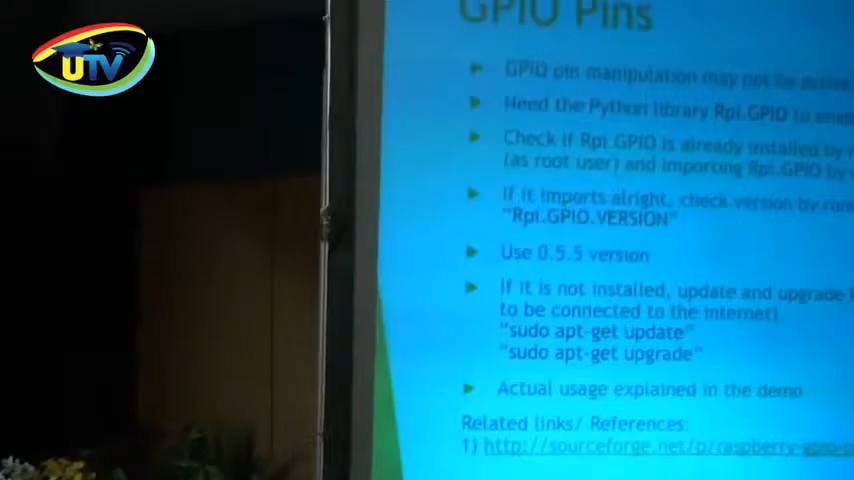 UTV
GPIO Pins
GPIO pin manipulation may not be active
Need the Python library Rpi.GPIO to
Check if Rpi.GPIO is already installed by
(as root user) and importing Rpi.GPIO by
If it imports alright, check version by
"Rpi.GPIO.VERSION"
Use 0.5.5 version
If it is not installed, update and upgrade
to be connected to the internet)
"sudo apt-get update"
"sudo apt-get upgrade"
Actual usage explained in the demo
Related links/ References:
1) http://sourceforge.net/p/raspberry-gpio-p